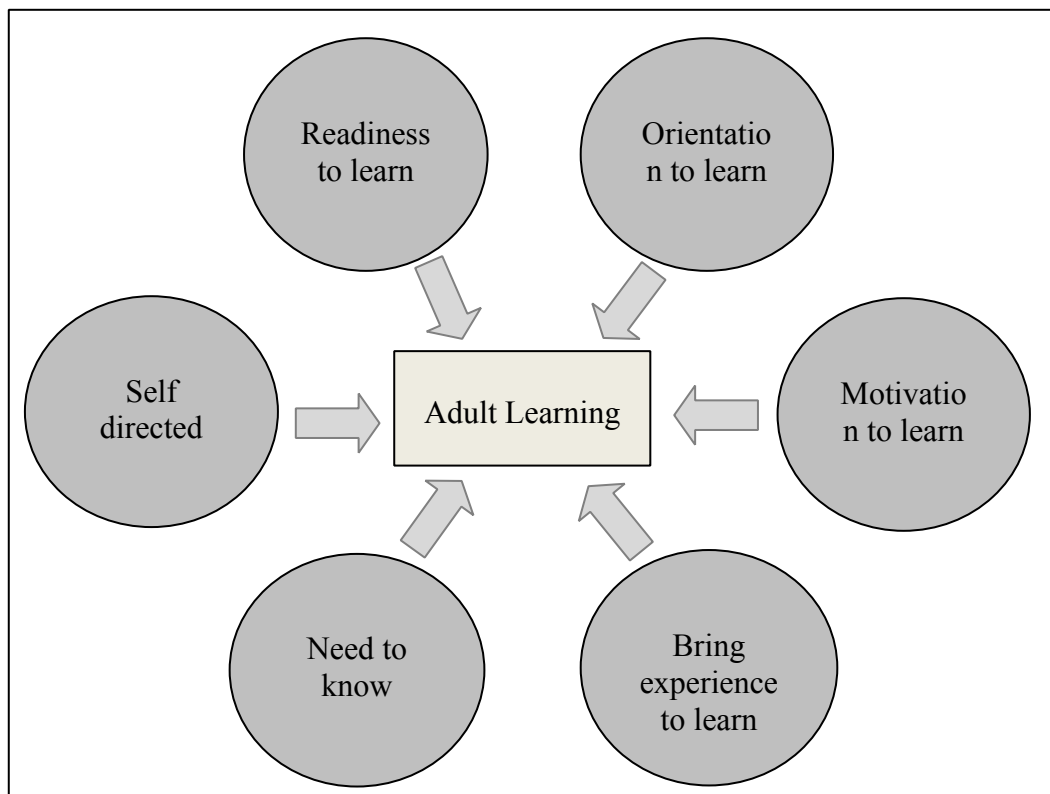 Readiness
to learn
Orientatio
n to learn
Self
directed
Adult Learning
Motivatio
n to learn
Need to
know
Bring
experience
to learn